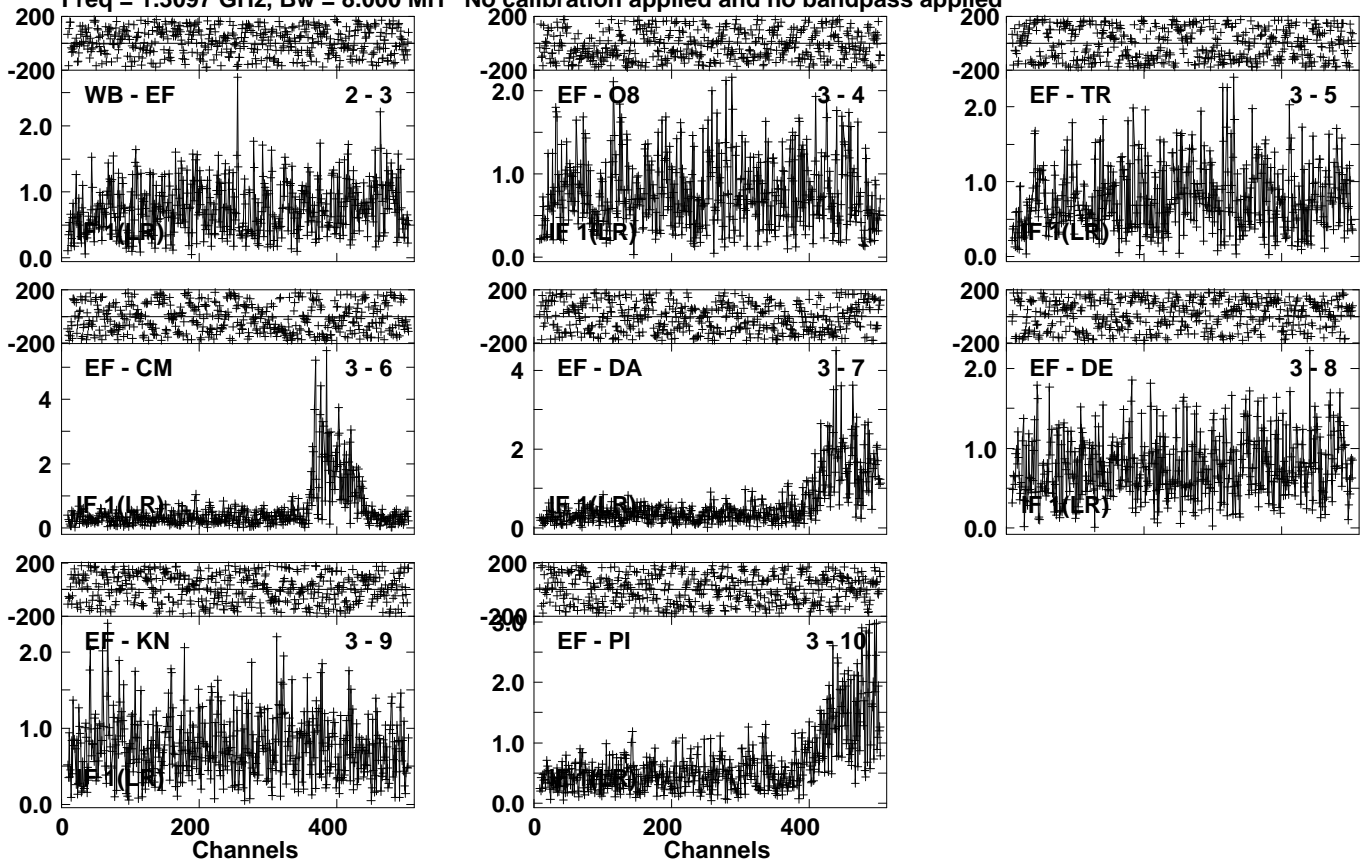 Freq = 1.5097 GHz, Bw = 8.000 MH No calibration applied and no bandpass applied
200
-200
WB - EF 2 - 3
2.0
1.0
0.0
IF 1(LR)
200
-200
EF - O8 3 - 4
2.0
1.0
0.0
IF 1(LR)
200
-200
EF - TR 3 - 5
2.0
1.0
0.0
IF 1(LR)
200
-200
EF - CM 3 - 6
4
2
0
IF 1(LR)
200
-200
EF - DA 3 - 7
4
2
0
IF 1(LR)
200
-200
EF - DE 3 - 8
2.0
1.0
0.0
IF 1(LR)
200
-200
EF - KN 3 - 9
2.0
1.0
0.0
IF 1(LR)
0 200 400
Channels
200
-200
3.0
EF - PI 3 - 10
2.0
1.0
0.0
IF 1(LR)
0 200 400
Channels